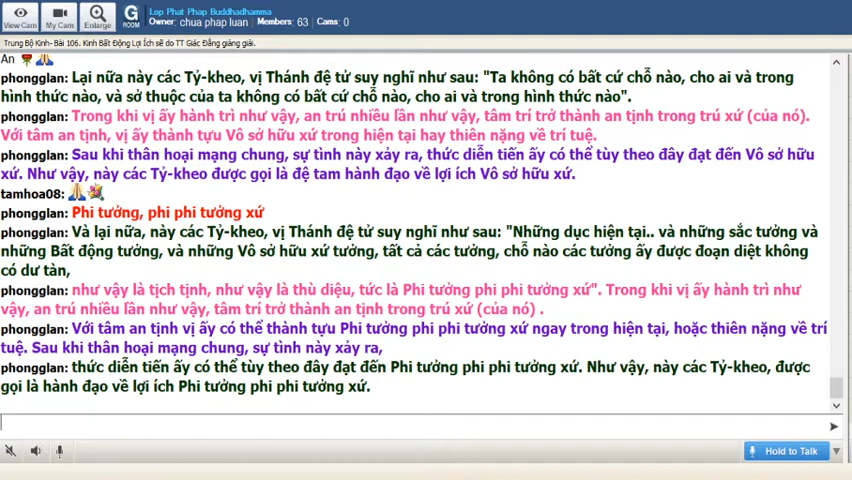 Lop Phat Phap Buddhadhamma
Owner: chua phap luan Members: 63 Cams: 0
View Cam
My Cam
Enlarge
G
ROOM
Trung Bộ Kinh- Bài 106. Kinh Bất Động Lợi Ích sẽ do TT Giác Đẳng giảng giải.
An
phongglan: Lại nữa này các Tỷ-kheo, vị Thánh đệ tử suy nghĩ như sau: "Ta không có bất cứ chỗ nào, cho ai và trong
hình thức nào, và sở thuộc của ta không có bất cứ chỗ nào, cho ai và trong hình thức nào".
phongglan: Trong khi vị ấy hành trì như vậy, an trú nhiều lần như vậy, tâm trí trở thành an tịnh trong trú xứ (của nó).
Với tâm an tịnh, vị ấy thành tựu Vô sở hữu xứ trong hiện tại hay thiên nặng về trí tuệ.
phongglan: Sau khi thân hoại mạng chung, sự tình này xảy ra, thức diễn tiến ấy có thể tùy theo đây đạt đến Vô sở hữu
xứ. Như vậy, này các Tỷ-kheo được gọi là đệ tam hành đạo về lợi ích Vô sở hữu xứ.
tamhoa08:
phongglan: Phi tưởng, phi phi tưởng xứ
phongglan: Và lại nữa, này các Tỷ-kheo, vị Thánh đệ tử suy nghĩ như sau: "Những dục hiện tại.. và những sắc tưởng và
những Bất động tưởng, và những Vô sở hữu xứ tưởng, tất cả các tưởng, chỗ nào các tưởng ấy được đoạn diệt không
có dư tàn,
phongglan: như vậy là tịch tịnh, như vậy là thù diệu, tức là Phi tưởng phi phi tưởng xứ". Trong khi vị ấy hành trì như
vậy, an trú nhiều lần như vậy, tâm trí trở thành an tịnh trong trú xứ (của nó) .
phongglan: Với tâm an tịnh vị ấy có thể thành tựu Phi tưởng phi phi tưởng xứ ngay trong hiện tại, hoặc thiên nặng về trí
tuệ. Sau khi thân hoại mạng chung, sự tình này xảy ra,
phongglan: thức diễn tiến ấy có thể tùy theo đây đạt đến Phi tưởng phi phi tưởng xứ. Như vậy, này các Tỷ-kheo, được
gọi là hành đạo về lợi ích Phi tưởng phi phi tưởng xứ.
Hold to Talk